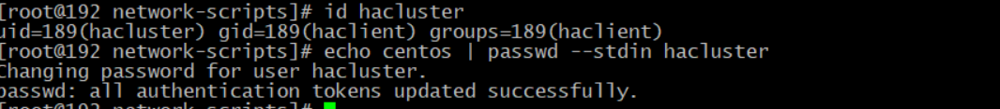 [root@192 network-scripts]# id hacluster
uid=189(hacluster) gid=189(haclient) groups=189(haclient)
[root@192 network-scripts]# echo centos | passwd --stdin hacluster
Changing password for user hacluster.
passwd: all authentication tokens updated successfully.
[root@192 network-scripts]#